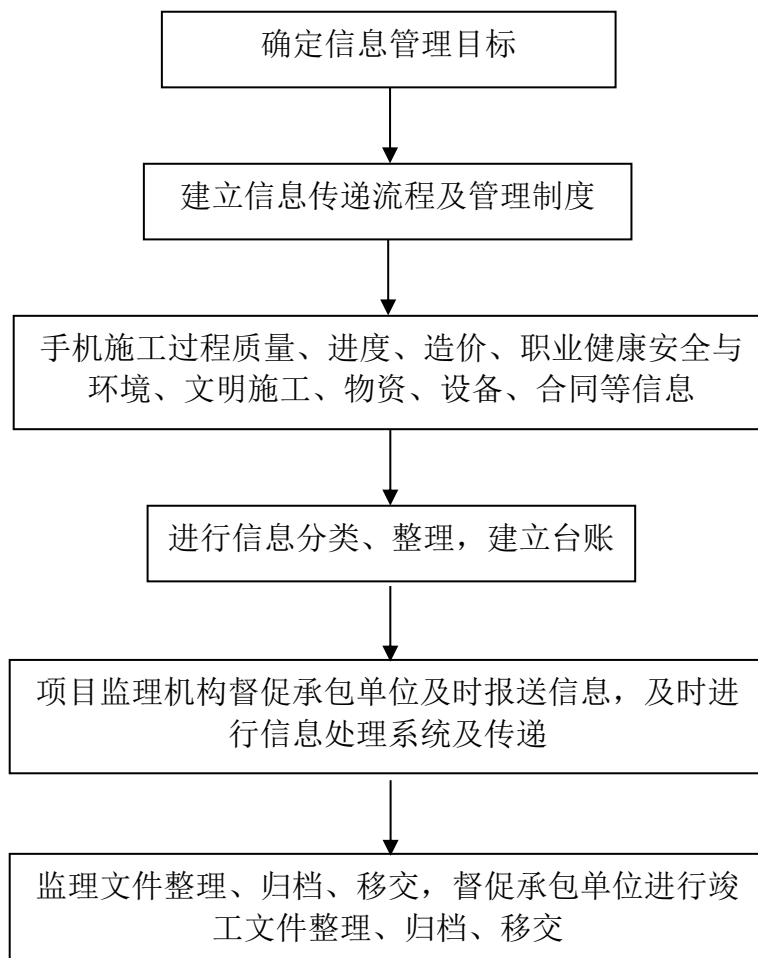 确定信息管理目标
建立信息传递流程及管理制度
手机施工过程质量、进度、造价、职业健康安全与
环境、文明施工、物资、设备、合同等信息
进行信息分类、整理，建立台账
项目监理机构督促承包单位及时报送信息，及时进
行信息处理系统及传递
监理文件整理、归档、移交，督促承包单位进行竣
工文件整理、归档、移交